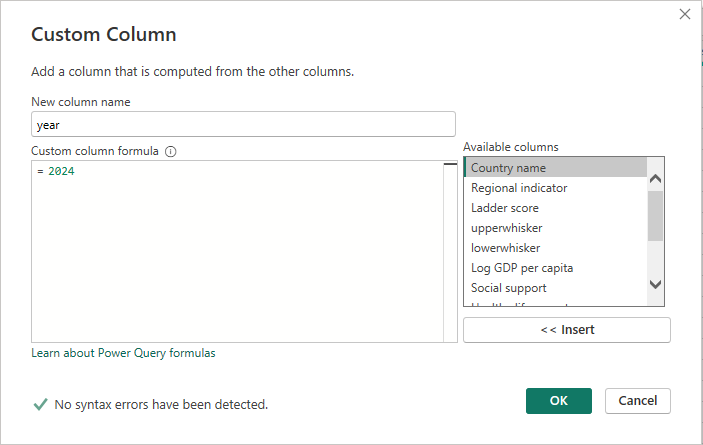 Custom Column
Add a column that is computed from the other columns.
New column name
year
Custom column formula
= 2024
Available columns
Country name
Regional indicator
Ladder score
upperwhisker
lowerwhisker
Log GDP per capita
Social support
<< Insert
Learn about Power Query formulas
No syntax errors have been detected.
OK
Cancel